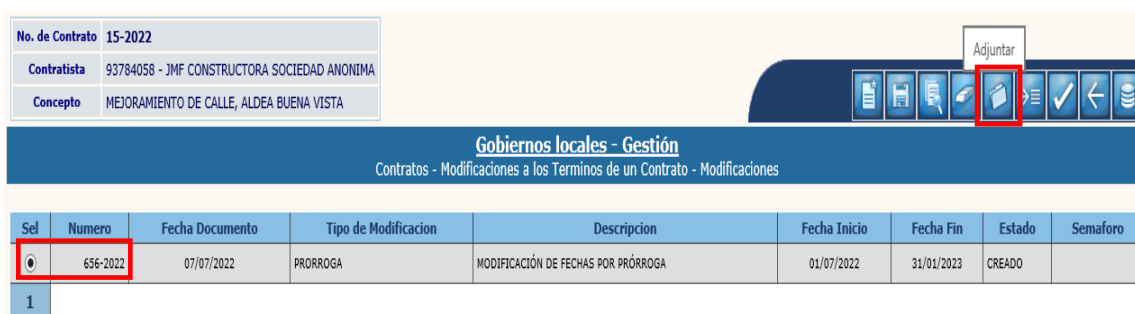 No. de Contrato 15-2022
Contratista 93784058 - JMF CONSTRUCTORA SOCIEDAD ANONIMA
Concepto MEJORAMIENTO DE CALLE, ALDEA BUENA VISTA
Adjuntar
Gobiernos locales - Gestión
Contratos - Modificaciones a los Terminos de un Contrato - Modificaciones
Sel Numero Fecha Documento Tipo de Modificacion Descripcion Fecha Inicio Fecha Fin Estado Semaforo
656-2022 07/07/2022 PRORROGA MODIFICACIÓN DE FECHAS POR PRÓRROGA 01/07/2022 31/01/2023 CREADO
1